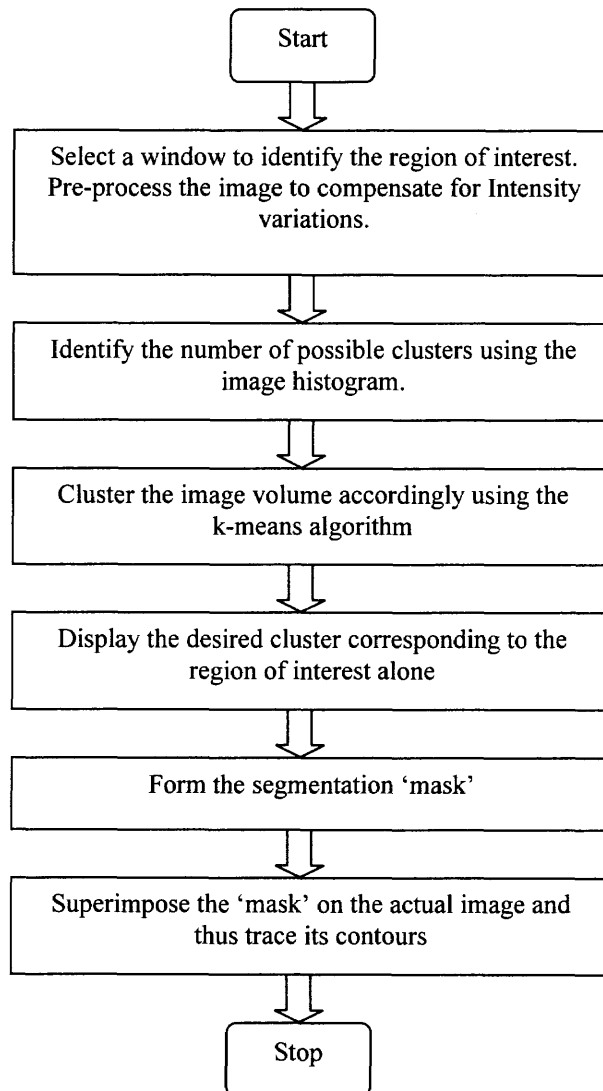 Start
Select a window to identify the region of interest.
Pre-process the image to compensate for Intensity
variations.
Identify the number of possible clusters using the
image histogram.
Cluster the image volume accordingly using the
k-means algorithm
Display the desired cluster corresponding to the
region of interest alone
Form the segmentation ‘mask’
Superimpose the ‘mask’ on the actual image and
thus trace its contours
Stop